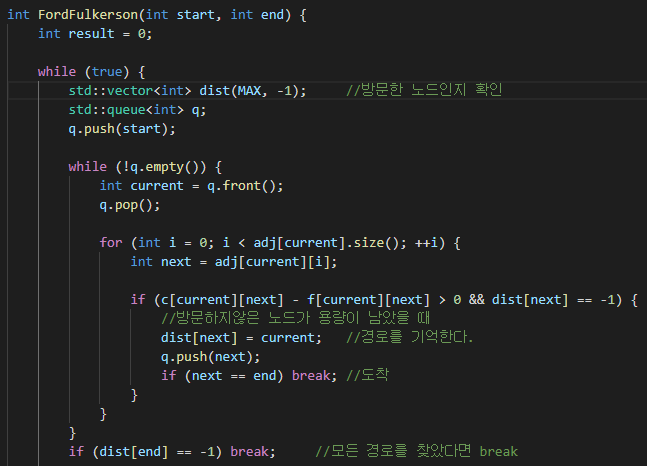 int FordFulkerson(int start, int end) {
    int result = 0;

    while (true) {
        std::vector<int> dist(MAX, -1);     //방문한 노드인지 확인
        std::queue<int> q;
        q.push(start);

        while (!q.empty()) {
            int current = q.front();
            q.pop();

            for (int i = 0; i < adj[current].size(); ++i) {
                int next = adj[current][i];

                if (c[current][next] - f[current][next] > 0 && dist[next] == -1) {
                    //방문하지않은 노드가 용량이 남았을 때
                    dist[next] = current;   //경로를 기억한다.
                    q.push(next);
                    if (next == end) break; //도착
                }
            }
        }
        if (dist[end] == -1) break;     //모든 경로를 찾았다면 break